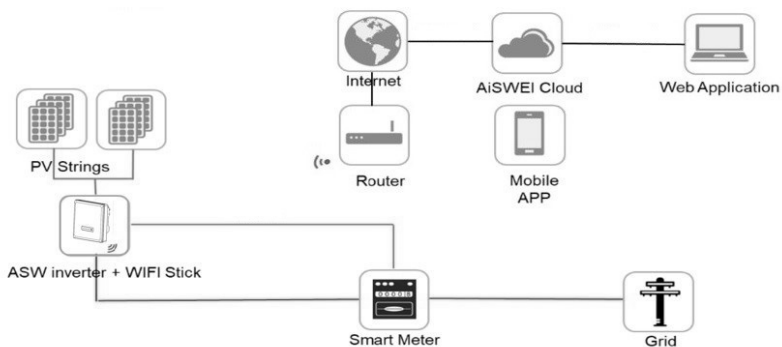 Internet
AiSWEI Cloud
Web Application
PV Strings
Router
Mobile
APP
ASW inverter + WIFI Stick
Smart Meter
Grid